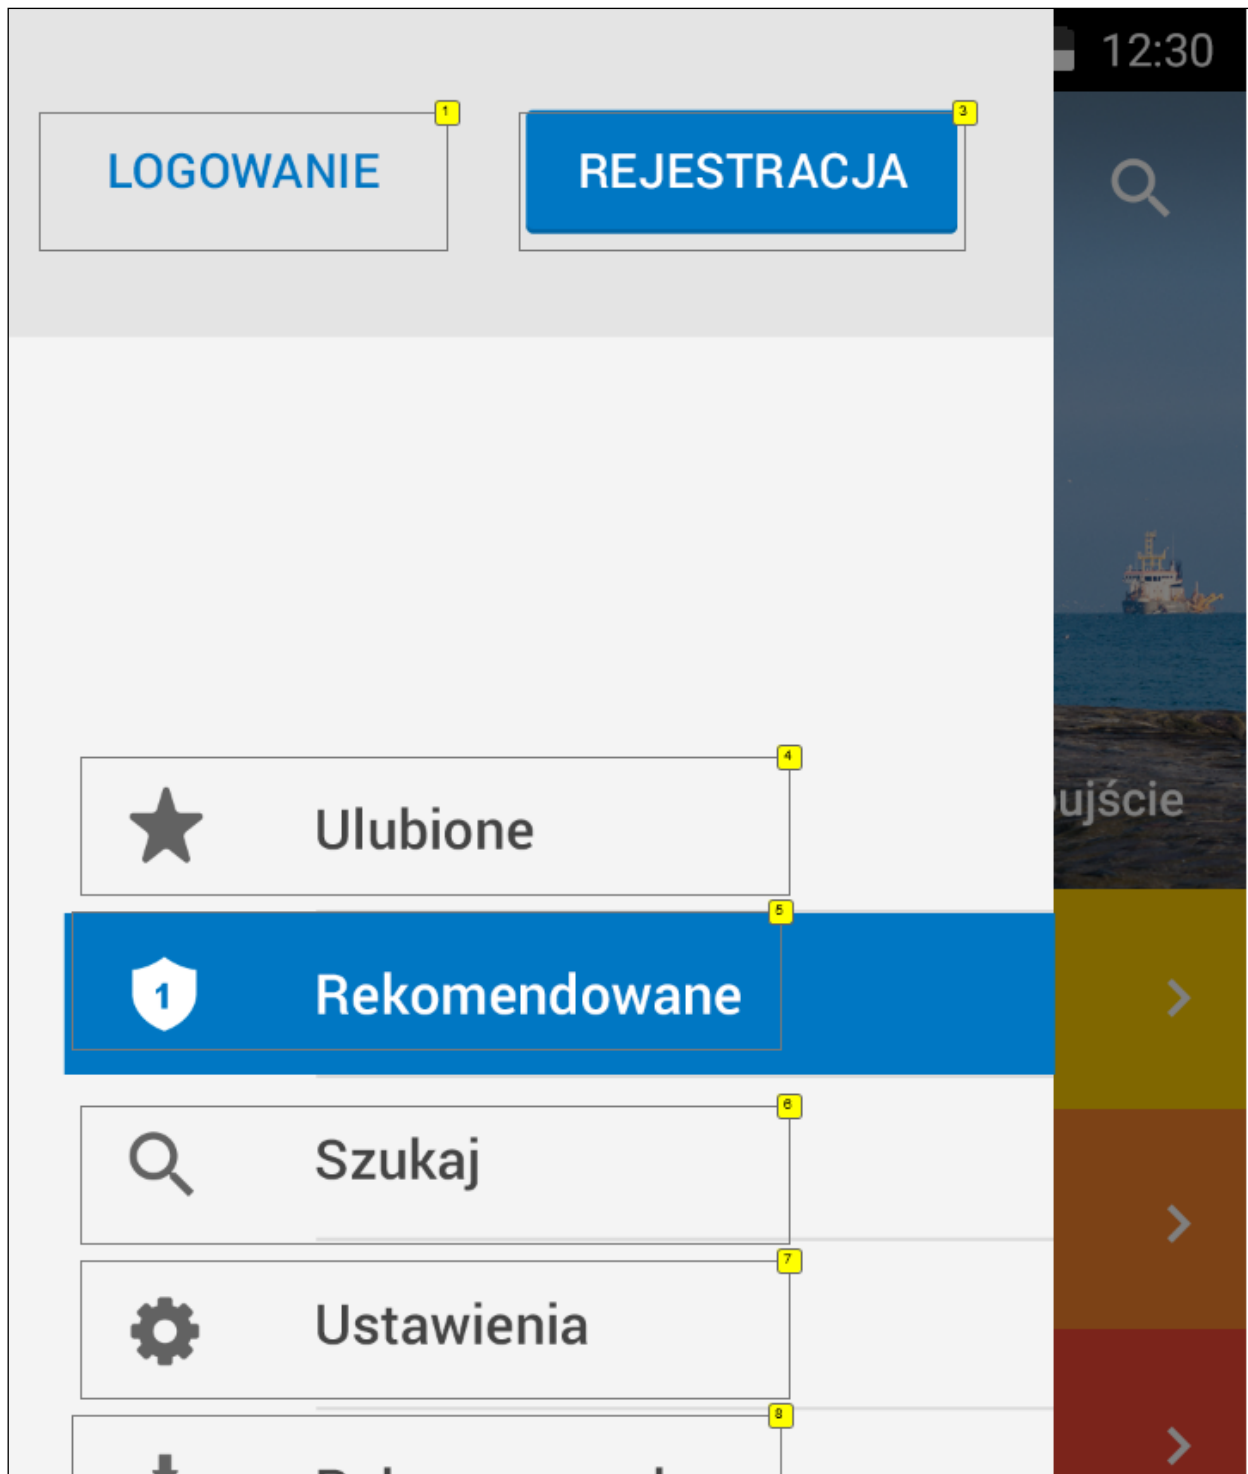 12:30
1
3
LOGOWANIE
REJESTRACJA
4
Ulubione
ujście
5
1
Rekomendowane
6
Szukaj
7
Ustawienia
8